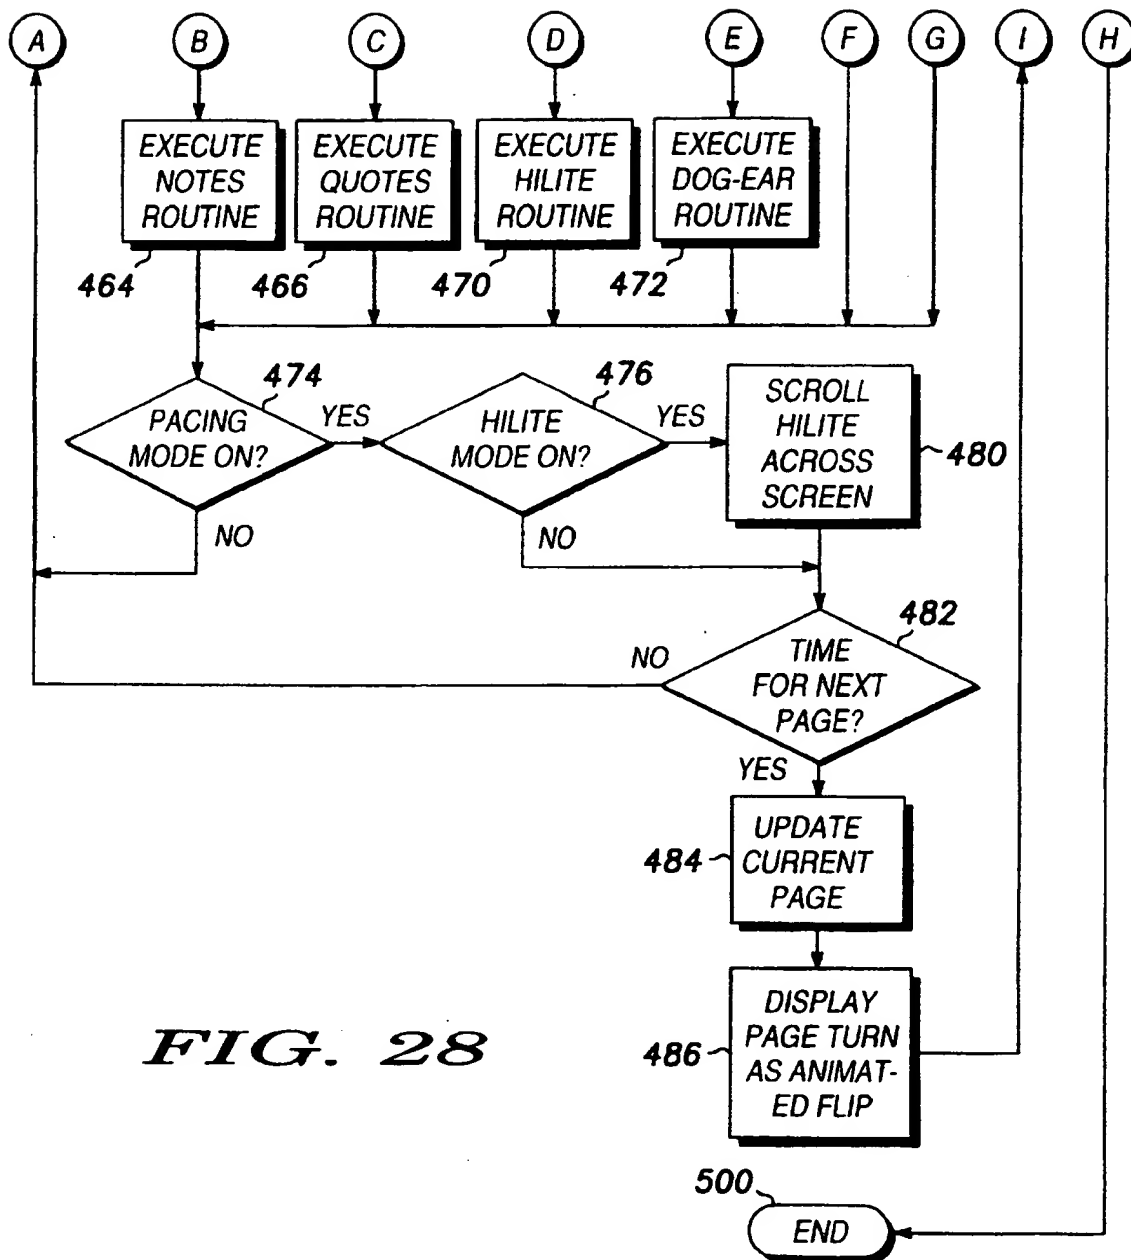 A B C D E F G I H
EXECUTE
NOTES
ROUTINE
464
EXECUTE
QUOTES
ROUTINE
466
EXECUTE
HILITE
ROUTINE
470
EXECUTE
DOG-EAR
ROUTINE
472
PACING
MODE ON?
474
YES
NO
HILITE
MODE ON?
476
YES
NO
SCROLL
HILITE
ACROSS
SCREEN
480
TIME
FOR NEXT
PAGE?
482
NO
YES
UPDATE
CURRENT
PAGE
484
DISPLAY
PAGE TURN
AS ANIMAT-
ED FLIP
486
FIG. 28
500
END